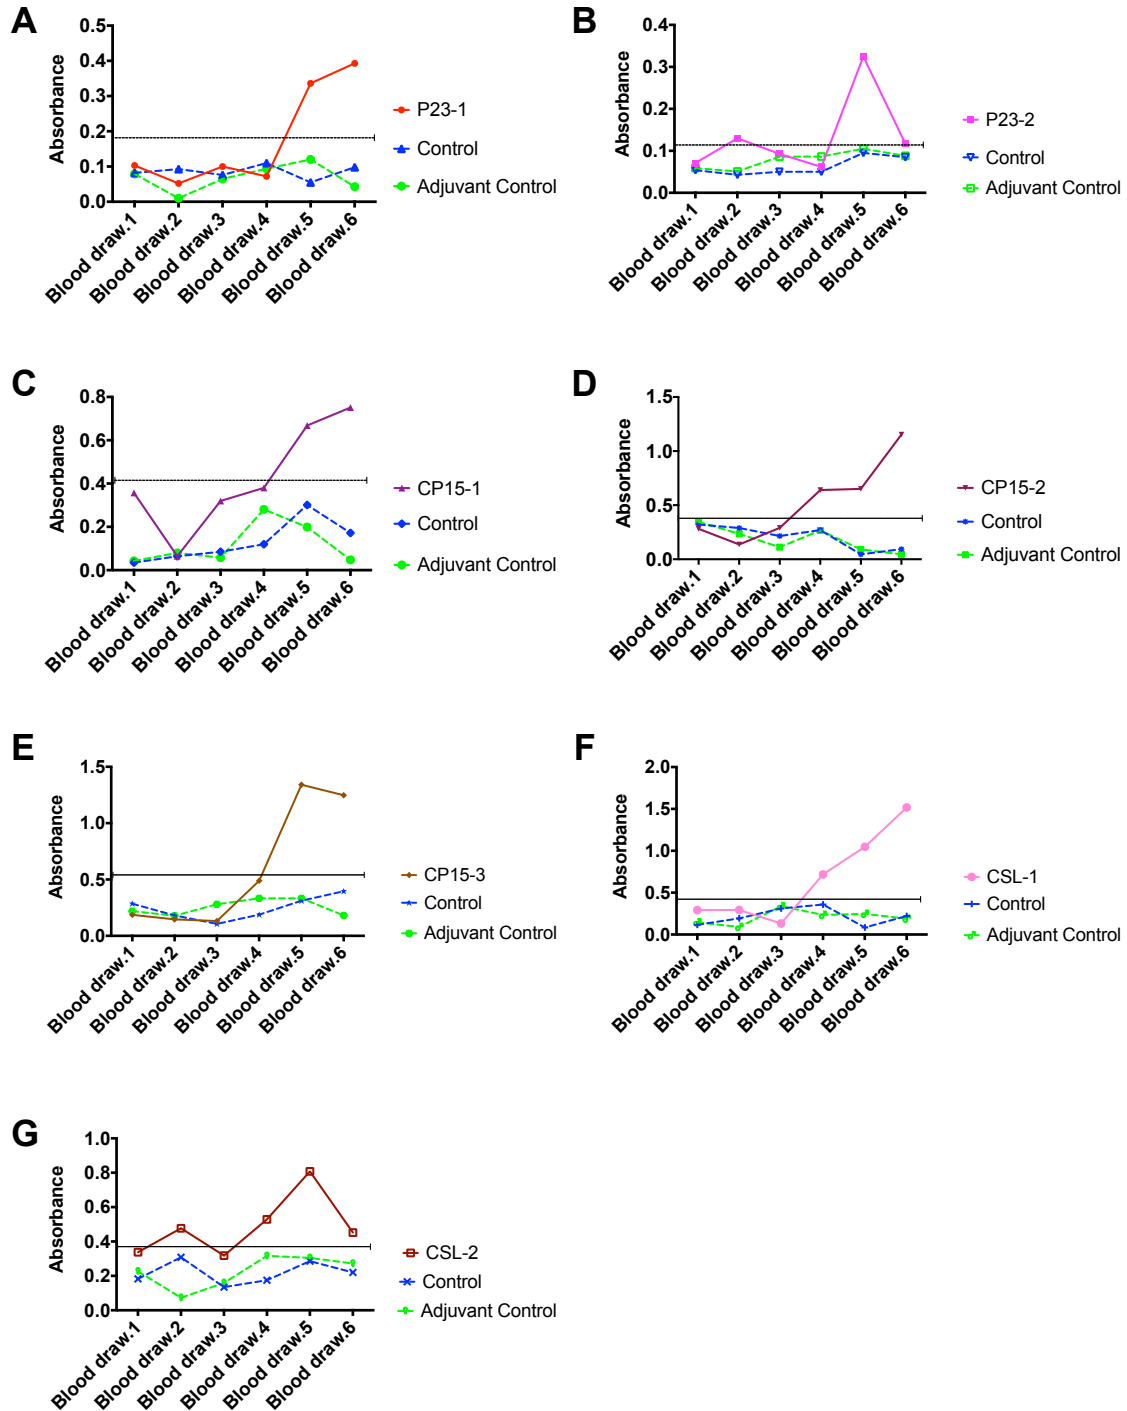 A
Absorbance
0.5
0.4
0.3
0.2
0.1
0.0
Blood draw.1
Blood draw.2
Blood draw.3
Blood draw.4
Blood draw.5
Blood draw.6
P23-1
Control
Adjuvant Control
B
Absorbance
0.4
0.3
0.2
0.1
0.0
Blood draw.1
Blood draw.2
Blood draw.3
Blood draw.4
Blood draw.5
Blood draw.6
P23-2
Control
Adjuvant Control
C
Absorbance
0.8
0.6
0.4
0.2
0.0
Blood draw.1
Blood draw.2
Blood draw.3
Blood draw.4
Blood draw.5
Blood draw.6
CP15-1
Control
Adjuvant Control
D
Absorbance
1.5
1.0
0.5
0.0
Blood draw.1
Blood draw.2
Blood draw.3
Blood draw.4
Blood draw.5
Blood draw.6
CP15-2
Control
Adjuvant Control
E
Absorbance
1.5
1.0
0.5
0.0
Blood draw.1
Blood draw.2
Blood draw.3
Blood draw.4
Blood draw.5
Blood draw.6
CP15-3
Control
Adjuvant Control
F
Absorbance
2.0
1.5
1.0
0.5
0.0
Blood draw.1
Blood draw.2
Blood draw.3
Blood draw.4
Blood draw.5
Blood draw.6
CSL-1
Control
Adjuvant Control
G
Absorbance
1.0
0.8
0.6
0.4
0.2
0.0
Blood draw.1
Blood draw.2
Blood draw.3
Blood draw.4
Blood draw.5
Blood draw.6
CSL-2
Control
Adjuvant Control